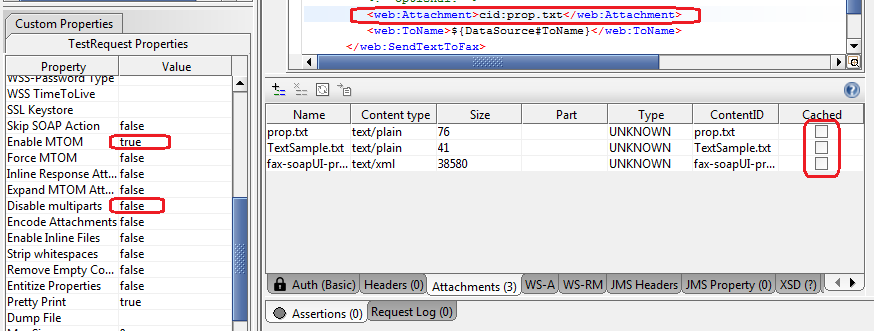 Custom Properties
TestRequest Properties
Property Value
WSS-Password Type
WSS TimeToLive
SSL Keystore
Skip SOAP Action false
Enable MTOM true
Force MTOM false
Inline Response Att... false
Expand MTOM Att... false
Disable multiparts false
Encode Attachments false
Enable Inline Files false
Strip whitespaces false
Remove Empty Co... false
Entitize Properties false
Pretty Print true
Dump File
<web:Attachment>cid:prop.txt</web:Attachment>
<web:ToName>${DataSource#ToName}</web:ToName>
</web:SendTextToFax>
Name Content type Size Part Type ContentID Cached
prop.txt text/plain 76 UNKNOWN prop.txt
TextSample.txt text/plain 41 UNKNOWN TextSample.txt
fax-soapUI-pr... text/xml 38580 UNKNOWN fax-soapUI-pr...
Auth (Basic) Headers (0) Attachments (3) WS-A WS-RM JMS Headers JMS Property (0) XSD (?)
Assertions (0) Request Log (0)